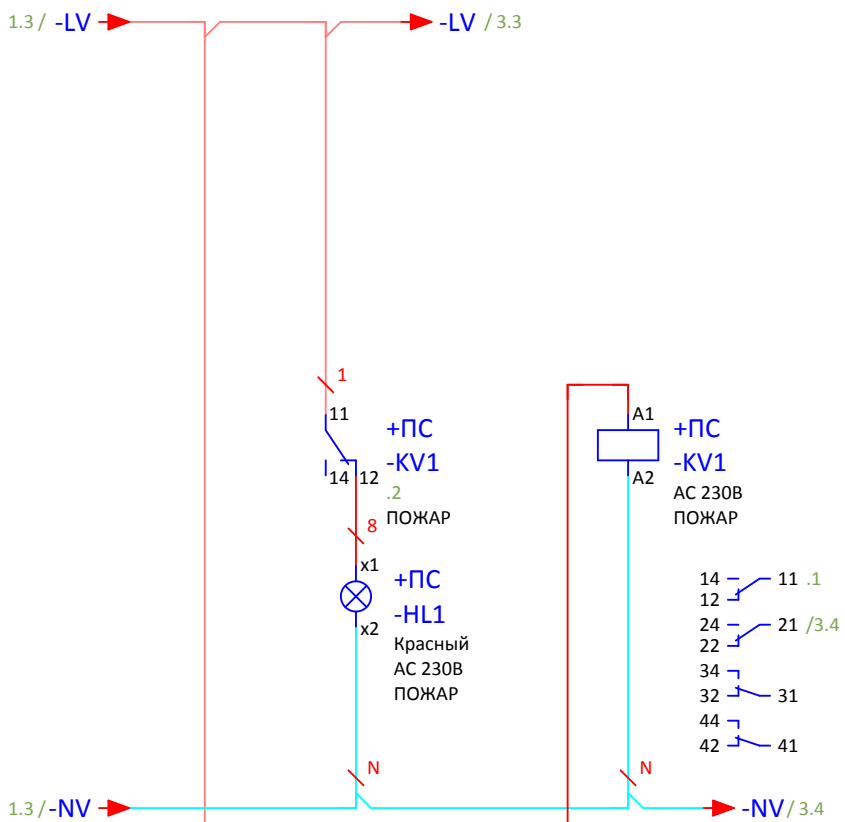 1.3 / -LV
-LV / 3.3
1
11
+ПС
-KV1
14
12
.2
ПОЖАР
8
x1
+ПС
-HL1
x2
Красный
AC 230В
ПОЖАР
N
A1
+ПС
-KV1
A2
AC 230В
ПОЖАР
14 11 .1
12
24 21 /3.4
22
34
32 31
44
42 41
N
1.3 / -NV
-NV / 3.4